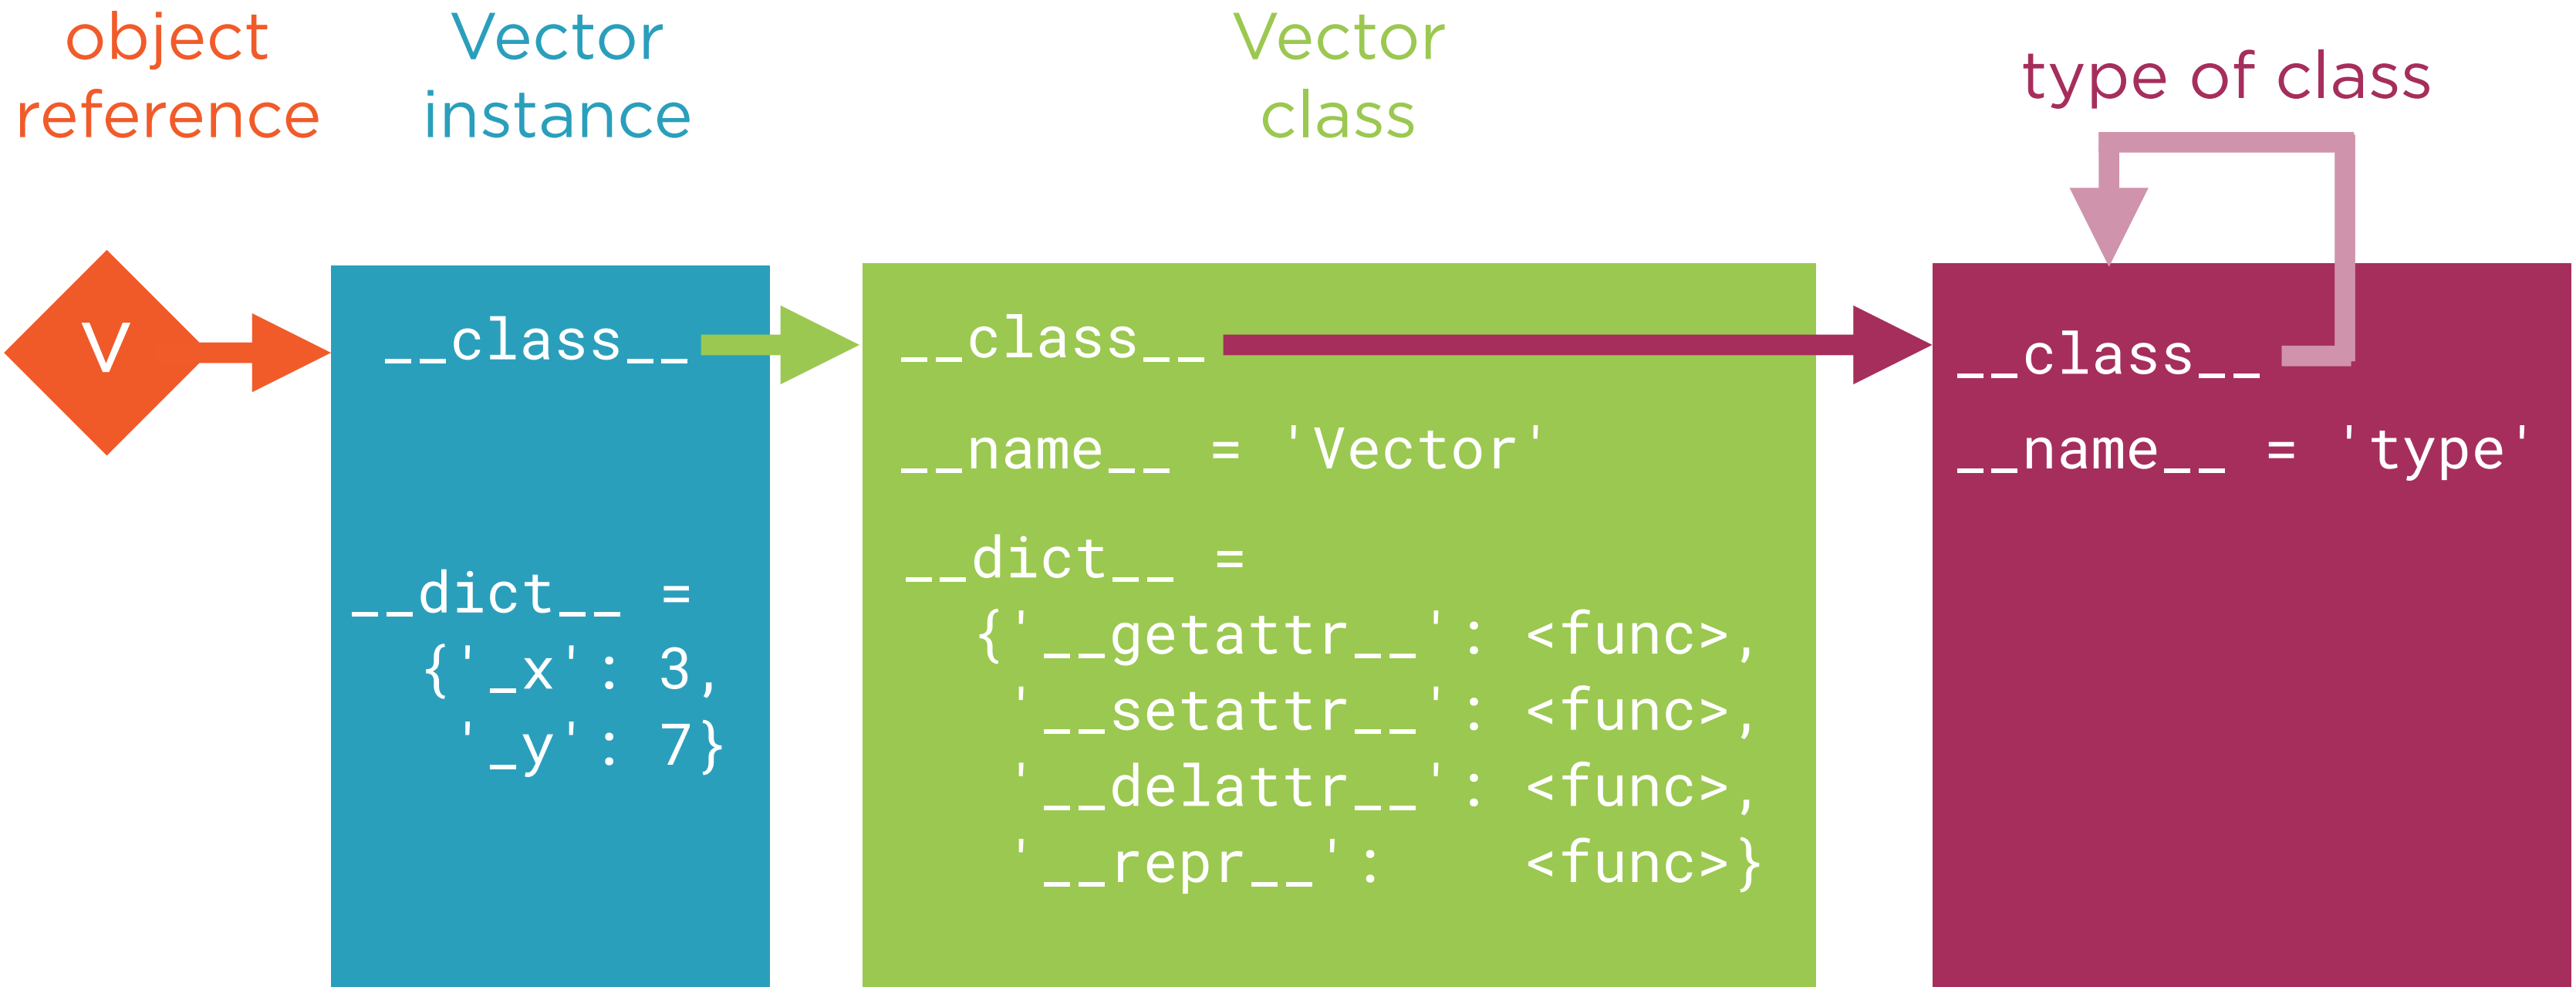 object
reference
Vector
instance
Vector
class
type of class
v
__class__
__dict__ =
{'_x': 3,
'_y': 7}
__class__
__name__ = 'Vector'
__dict__ =
{'__getattr__': <func>,
'__setattr__': <func>,
'__delattr__': <func>,
'__repr__': <func>}
__class__
__name__ = 'type'